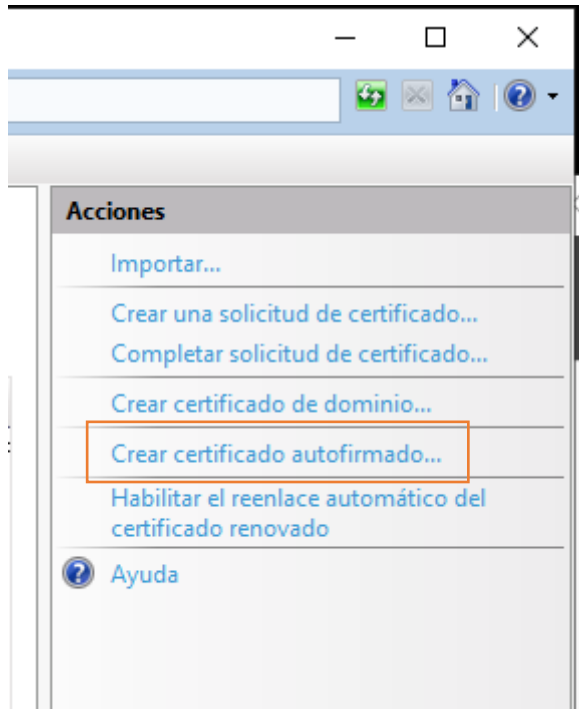 Acciones
Importar...
Crear una solicitud de certificado...
Completar solicitud de certificado...
Crear certificado de dominio...
Crear certificado autofirmado...
Habilitar el reenlace automático del
certificado renovado
Ayuda